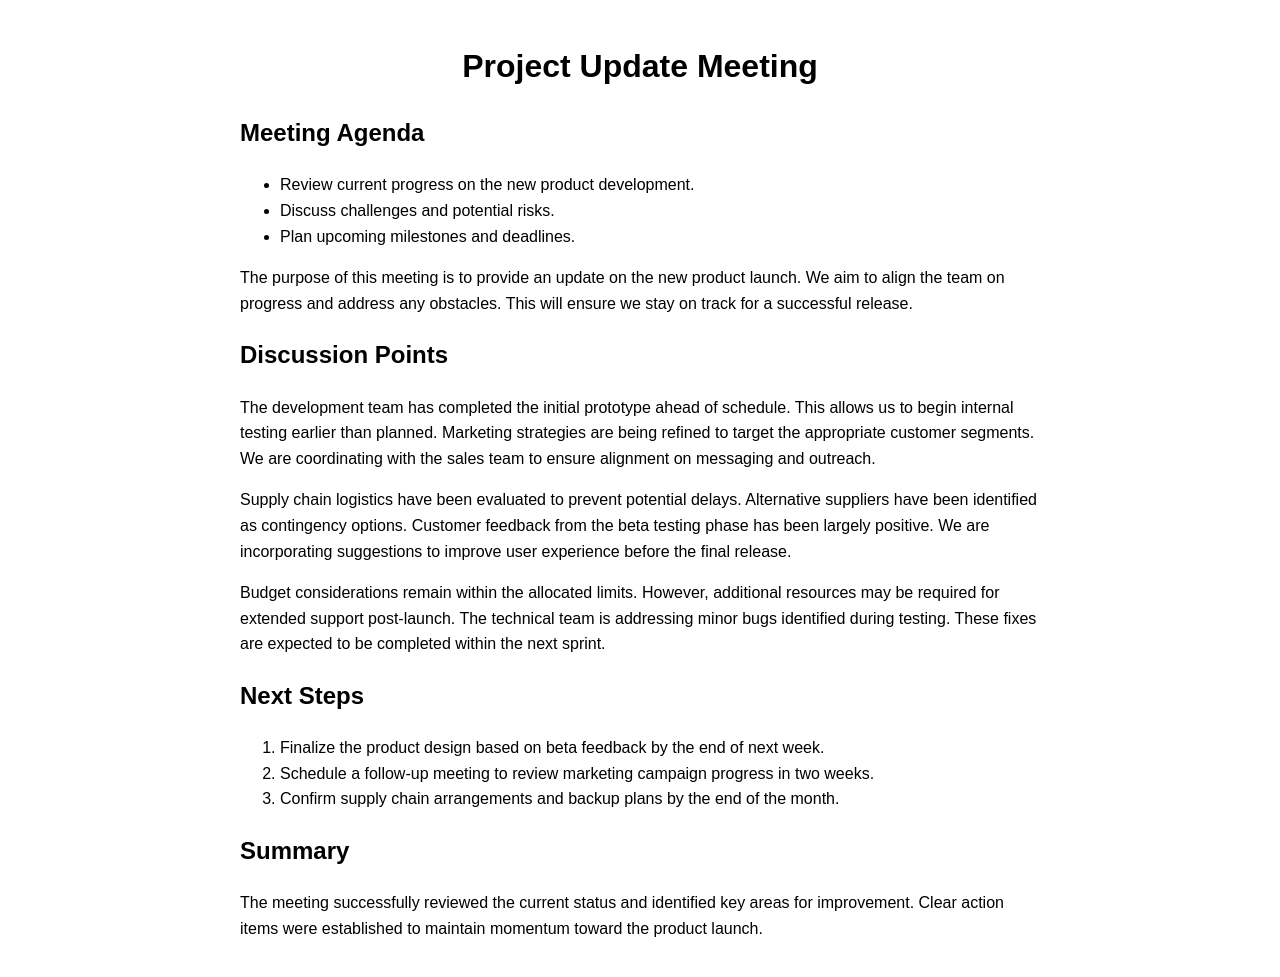 Project Update Meeting
Meeting Agenda
• Review current progress on the new product development.
• Discuss challenges and potential risks.
• Plan upcoming milestones and deadlines.
The purpose of this meeting is to provide an update on the new product launch. We aim to align the team on
progress and address any obstacles. This will ensure we stay on track for a successful release.
Discussion Points
The development team has completed the initial prototype ahead of schedule. This allows us to begin internal
testing earlier than planned. Marketing strategies are being refined to target the appropriate customer segments.
We are coordinating with the sales team to ensure alignment on messaging and outreach.
Supply chain logistics have been evaluated to prevent potential delays. Alternative suppliers have been identified
as contingency options. Customer feedback from the beta testing phase has been largely positive. We are
incorporating suggestions to improve user experience before the final release.
Budget considerations remain within the allocated limits. However, additional resources may be required for
extended support post-launch. The technical team is addressing minor bugs identified during testing. These fixes
are expected to be completed within the next sprint.
Next Steps
1. Finalize the product design based on beta feedback by the end of next week.
2. Schedule a follow-up meeting to review marketing campaign progress in two weeks.
3. Confirm supply chain arrangements and backup plans by the end of the month.
Summary
The meeting successfully reviewed the current status and identified key areas for improvement. Clear action
items were established to maintain momentum toward the product launch.